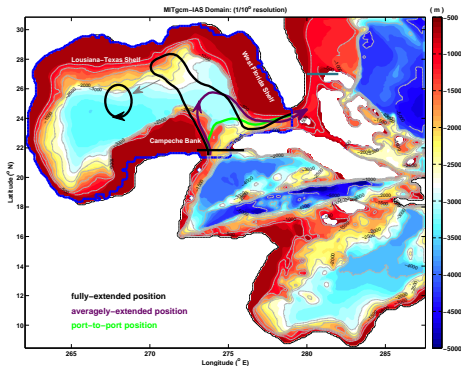 MITgcm-IAS Domain: (1/10° resolution)
( m )
Lousiana-Texas Shelf
West Florida Shelf
Campeche Bank
fully-extended position
averagely-extended position
port-to-port position
Latitude (° N)
30
28
26
24
22
20
18
16
14
12
10
265
270
275
280
285
Longitude (° E)
-500
-1000
-1500
-2000
-2500
-3000
-3500
-4000
-4500
-5000